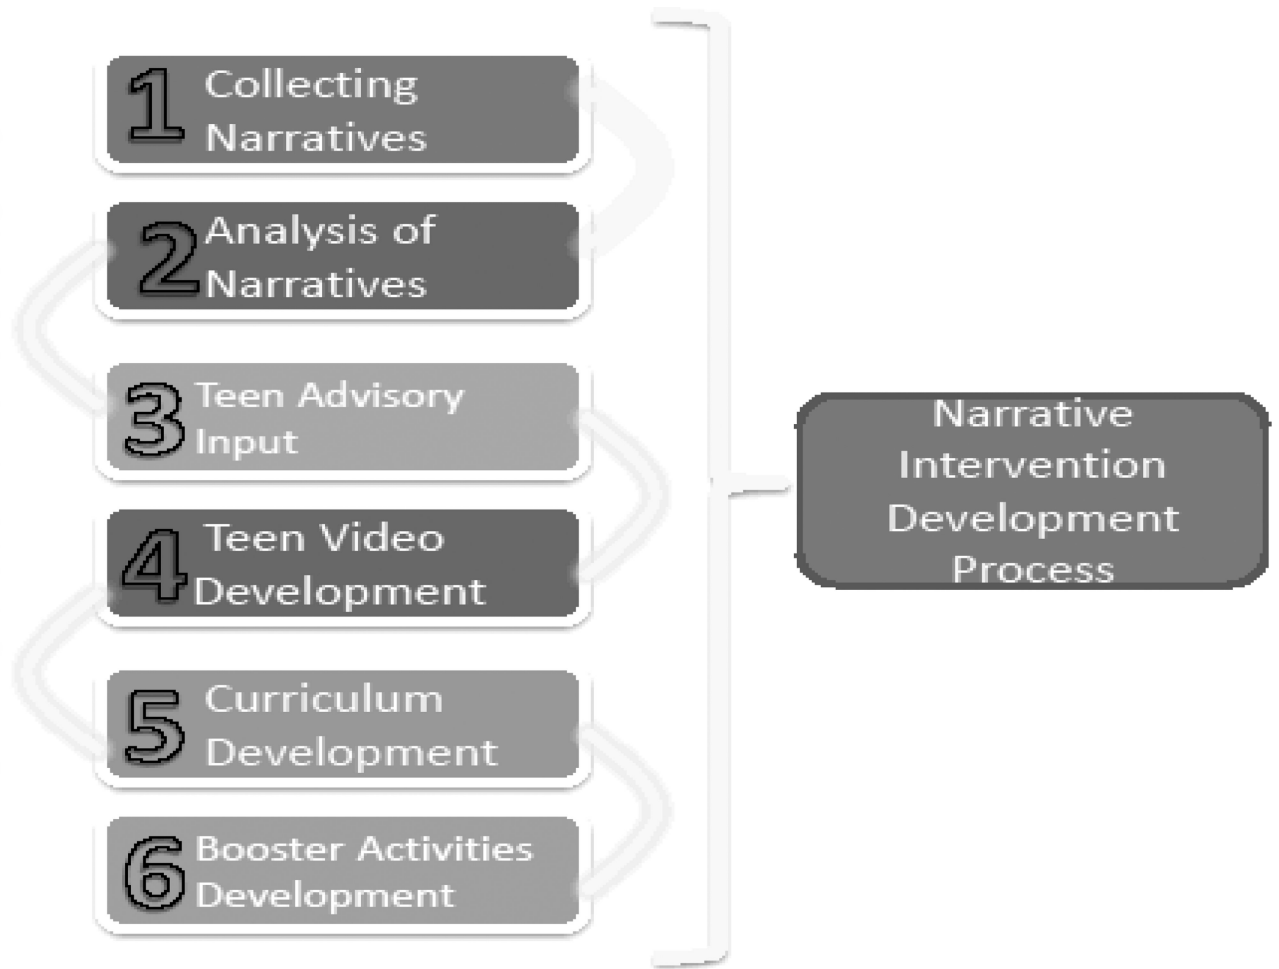 1 Collecting
Narratives
2 Analysis of
Narratives
3 Teen Advisory
Input
4 Teen Video
Development
5 Curriculum
Development
6 Booster Activities
Development
Narrative
Intervention
Development
Process